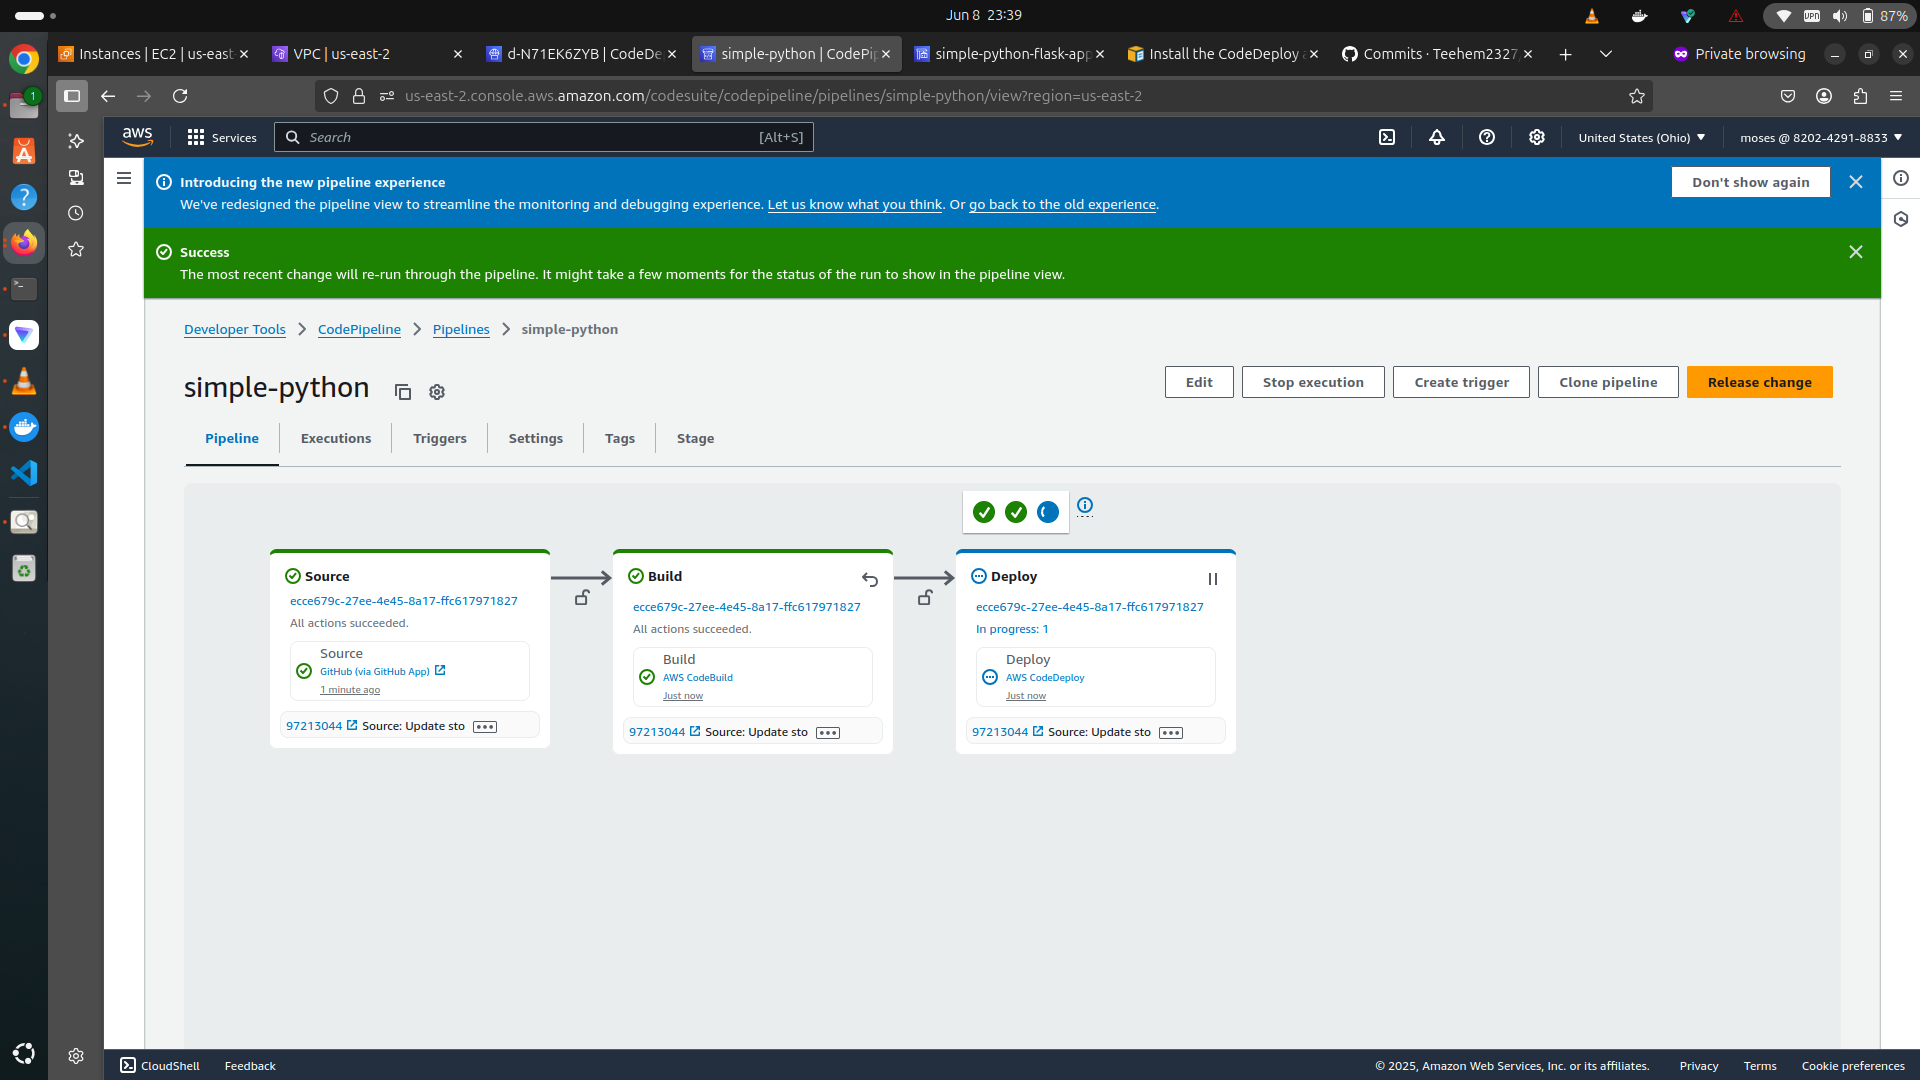 Jun 8 23:39
VPN
87%
Instances | EC2 | us-east
VPC | us-east-2
d-N71EK6ZYB | CodeDe
simple-python | CodePip
simple-python-flask-app
Install the CodeDeploy a
Commits · Teehem2327
Private browsing
1
us-east-2.console.aws.amazon.com/codesuite/codepipeline/pipelines/simple-python/view?region=us-east-2
aws
Services
Search
[Alt+S]
United States (Ohio)
moses @ 8202-4291-8833
Introducing the new pipeline experience
We've redesigned the pipeline view to streamline the monitoring and debugging experience. Let us know what you think. Or go back to the old experience.
Don't show again
Success
The most recent change will re-run through the pipeline. It might take a few moments for the status of the run to show in the pipeline view.
Developer Tools
CodePipeline
Pipelines
simple-python
simple-python
Edit
Stop execution
Create trigger
Clone pipeline
Release change
Pipeline
Executions
Triggers
Settings
Tags
Stage
Source
ecce679c-27ee-4e45-8a17-ffc617971827
All actions succeeded.
Source
GitHub (via GitHub App)
1 minute ago
97213044 Source: Update sto
Build
ecce679c-27ee-4e45-8a17-ffc617971827
All actions succeeded.
Build
AWS CodeBuild
Just now
97213044 Source: Update sto
Deploy
ecce679c-27ee-4e45-8a17-ffc617971827
In progress: 1
Deploy
AWS CodeDeploy
Just now
97213044 Source: Update sto
CloudShell
Feedback
© 2025, Amazon Web Services, Inc. or its affiliates.
Privacy
Terms
Cookie preferences